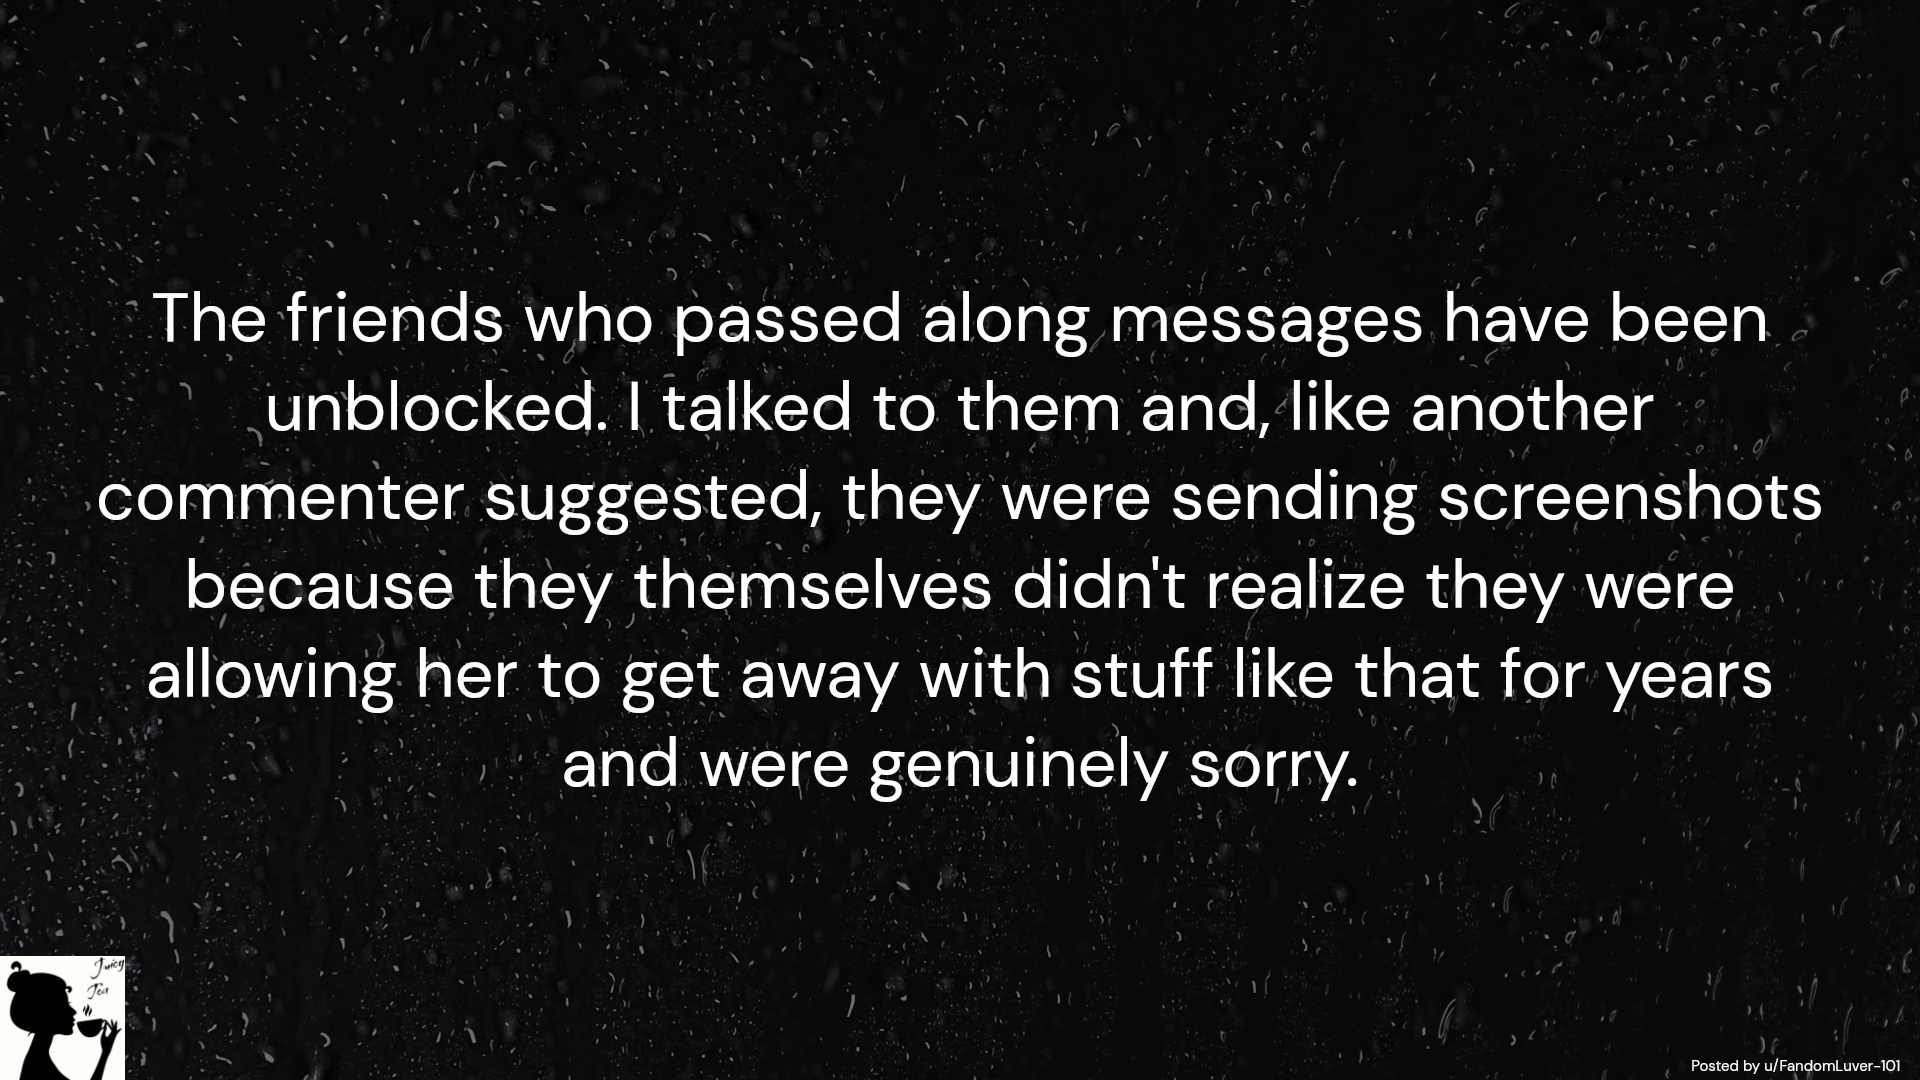 The friends who passed along messages have been
unblocked. I talked to them and, like another
commenter suggested, they were sending screenshots
because they themselves didn't realize they were
allowing her to get away with stuff like that for years
and were genuinely sorry.
Juicy
Tea
Posted by u/FandomLuver-101